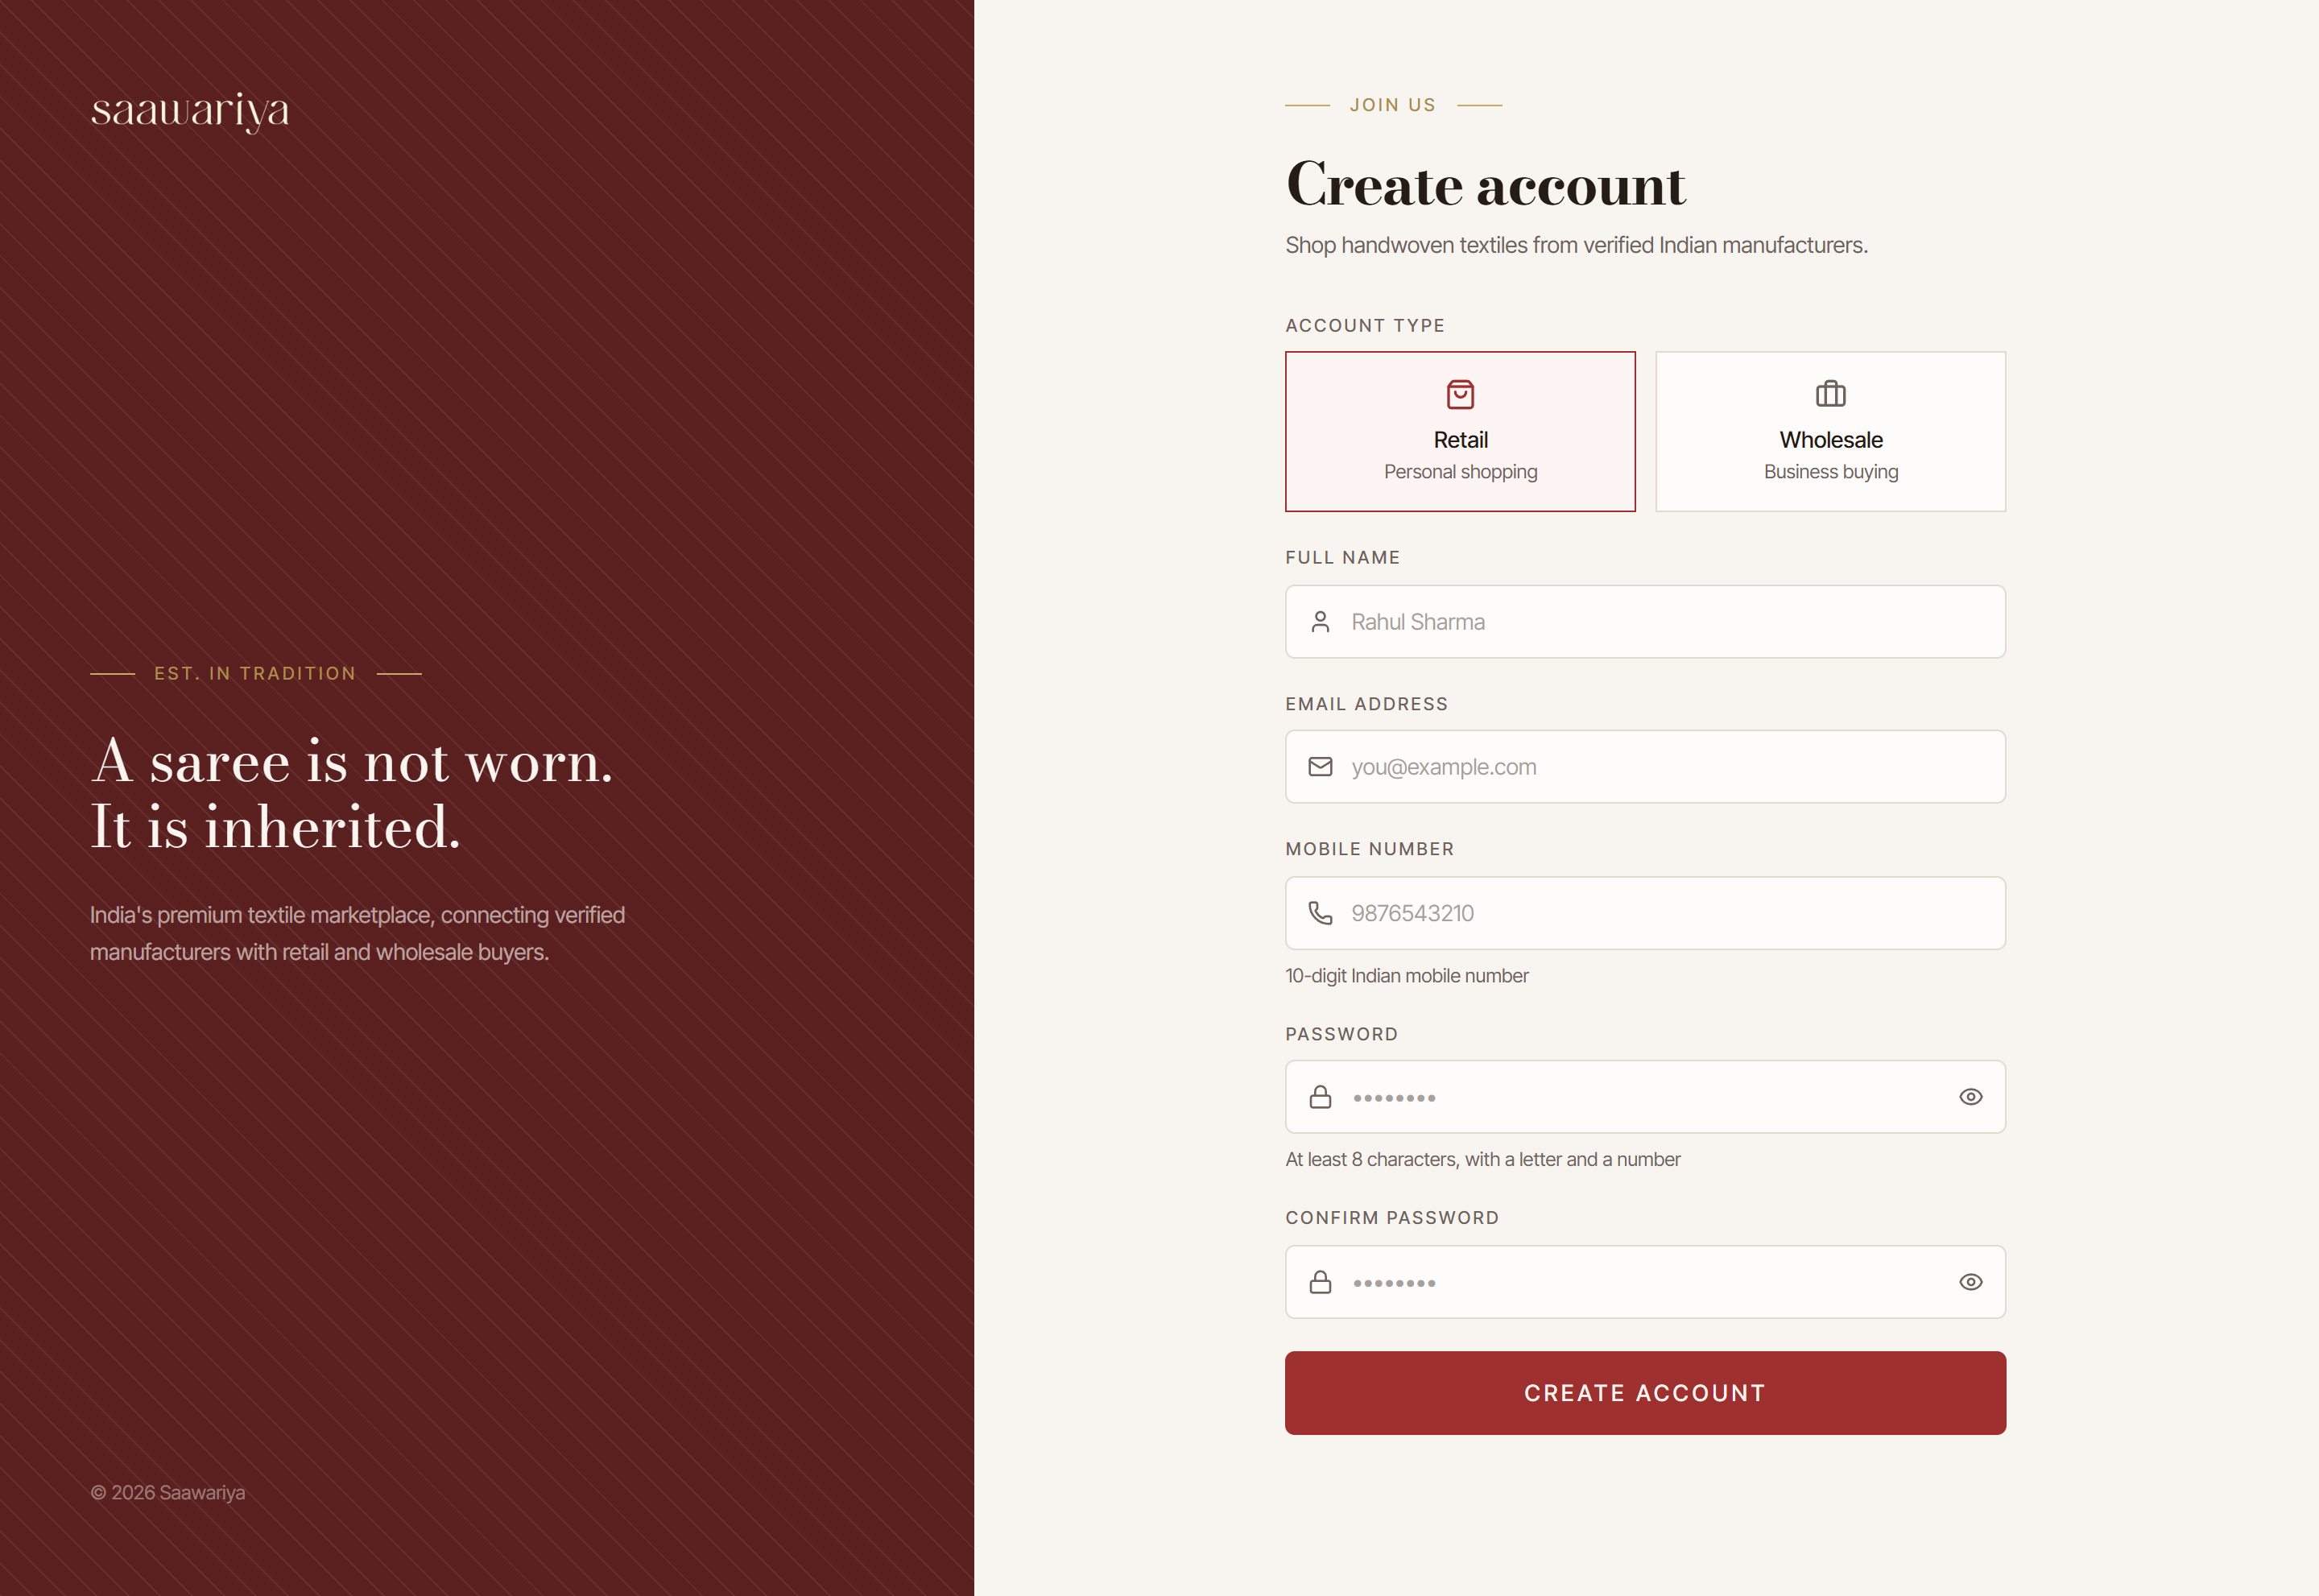 saawariya
EST. IN TRADITION
A saree is not worn.
It is inherited.
India's premium textile marketplace, connecting verified
manufacturers with retail and wholesale buyers.
© 2026 Saawariya
JOIN US
Create account
Shop handwoven textiles from verified Indian manufacturers.
ACCOUNT TYPE
Retail
Personal shopping
Wholesale
Business buying
FULL NAME
Rahul Sharma
EMAIL ADDRESS
you@example.com
MOBILE NUMBER
9876543210
10-digit Indian mobile number
PASSWORD
••••••••
At least 8 characters, with a letter and a number
CONFIRM PASSWORD
••••••••
CREATE ACCOUNT